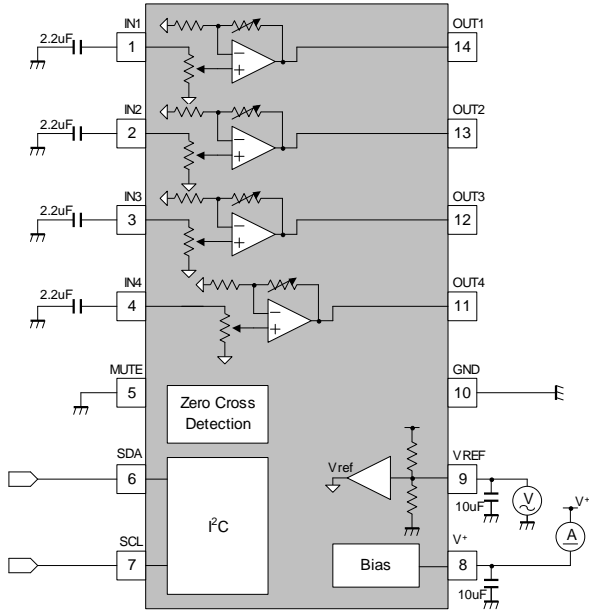 IN1
OUT1
2.2uF
1
14
IN2
OUT2
2.2uF
2
13
IN3
OUT3
2.2uF
3
12
IN4
OUT4
2.2uF
4
11
MUTE
GND
5
10
Zero Cross
Detection
SDA
VREF
6
Vref
9
10uF
V
V+
I²C
SCL
V+
A
7
Bias
8
10uF